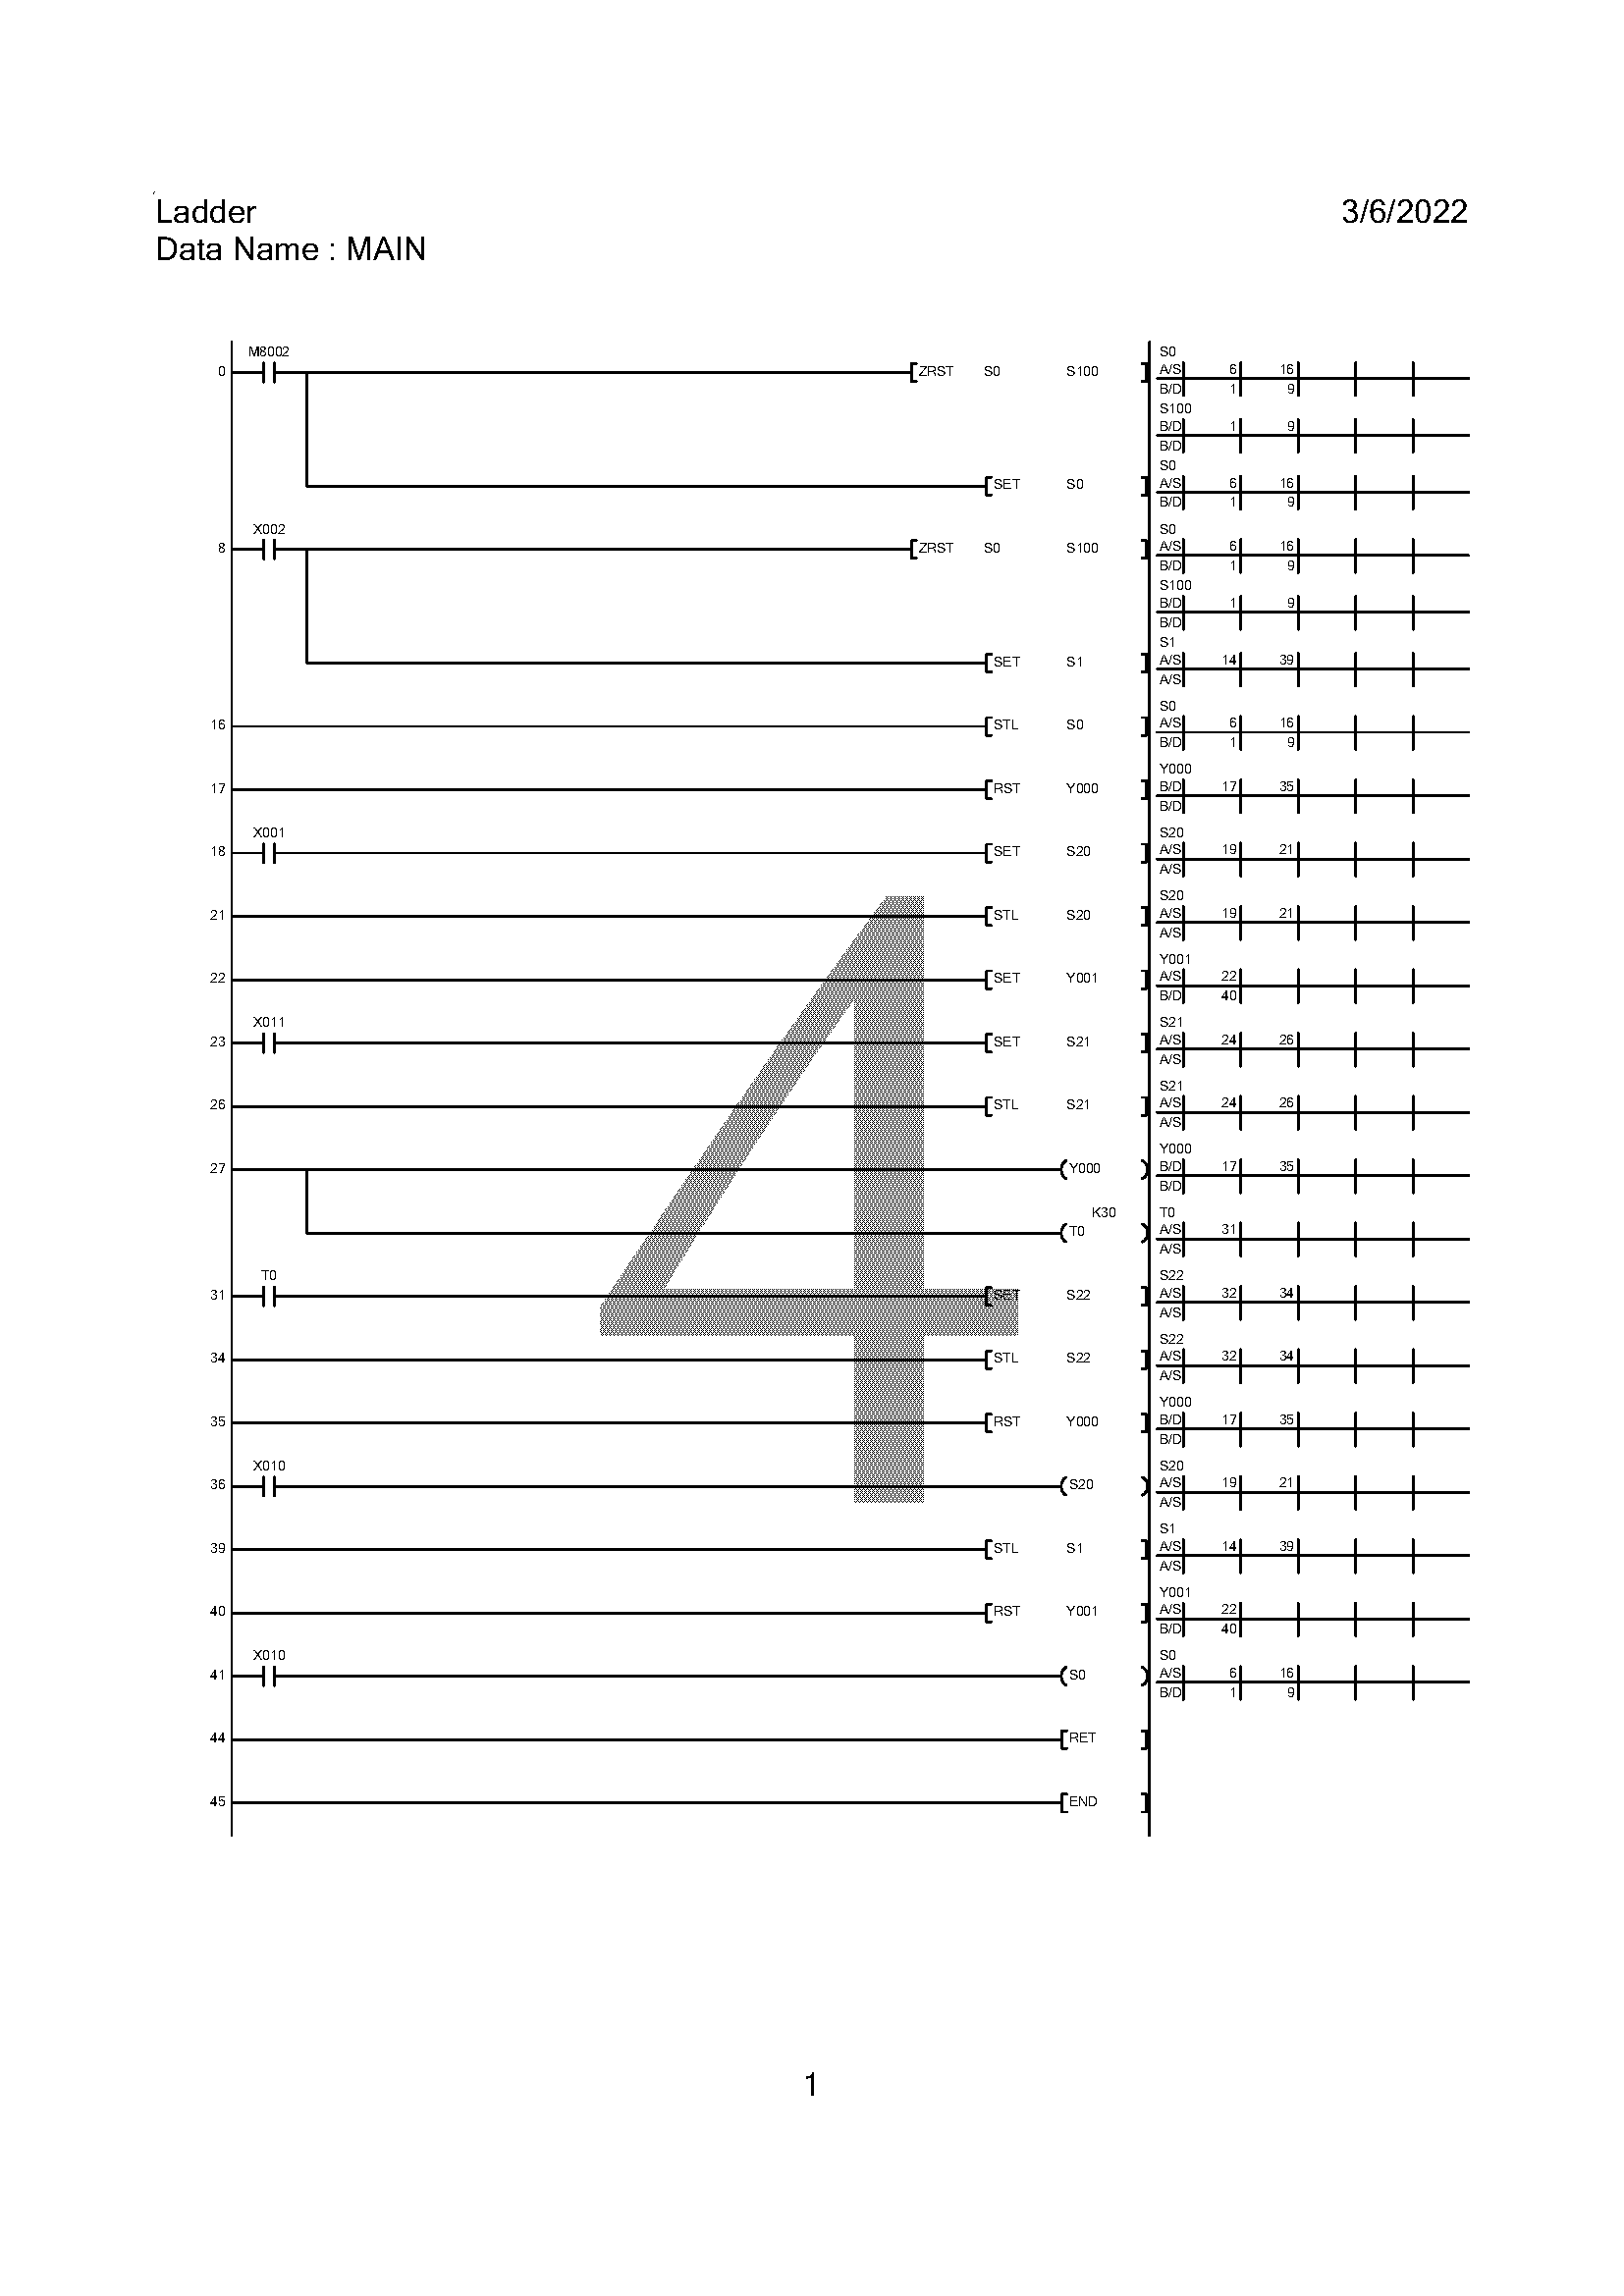 Ladder 3/6/2022
Data Name : MAIN
M8002 S0
0 ZRST S0 S100 A/S 6 16
B/D 1 9
S100
B/D 1 9
B/D
S0
SET S0 A/S 6 16
B/D 1 9
X002 S0
8 ZRST S0 S100 A/S 6 16
B/D 1 9
S100
B/D 1 9
B/D
S1
SET S1 A/S 14 39
A/S
S0
16 STL S0 A/S 6 16
B/D 1 9
Y000
17 RST Y000 B/D 17 35
B/D
X001 S20
18 SET S20 A/S 19 21
A/S
S20
21 STL S20 A/S 19 21
A/S
Y001
22 SET Y001 A/S 22
B/D 40
X011 S21
23 SET S21 A/S 24 26
A/S
S21
26 STL S21 A/S 24 26
A/S
Y000
27 Y000 B/D 17 35
B/D
K30 T0
T0 A/S 31
A/S
T0 S22
31 SET S22 A/S 32 34
A/S
S22
34 STL S22 A/S 32 34
A/S
Y000
35 RST Y000 B/D 17 35
B/D
X010 S20
36 S20 A/S 19 21
A/S
S1
39 STL S1 A/S 14 39
A/S
Y001
40 RST Y001 A/S 22
B/D 40
X010 S0
41 S0 A/S 6 16
B/D 1 9
44 RET
45 END
4
1